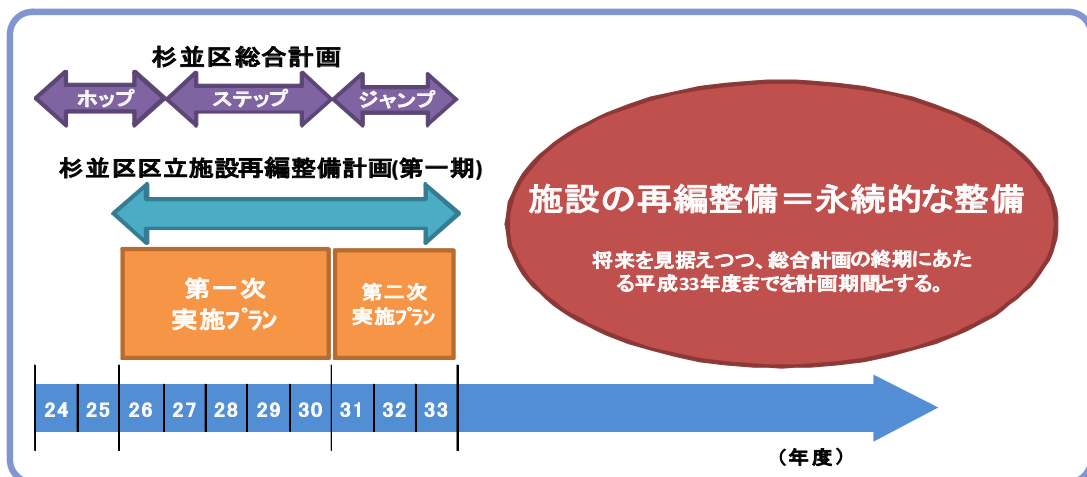 杉並区総合計画
ホップ
ステップ
ジャンプ
杉並区区立施設再編整備計画(第一期)
第一次
実施プラン
第二次
実施プラン
施設の再編整備＝永続的な整備
将来を見据えつつ、総合計画の終期にあた
る平成33年度までを計画期間とする。
24 25 26 27 28 29 30 31 32 33
（年度）